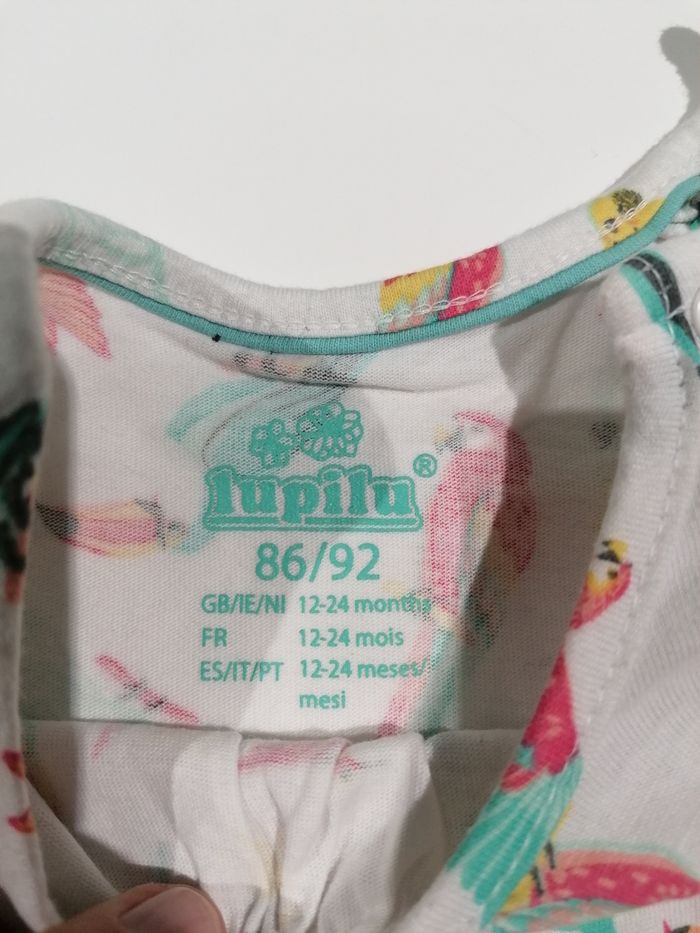 lupilu®
86/92
GB/IE/NI 12-24 months
FR 12-24 mois
ES/IT/PT 12-24 meses/
mesi